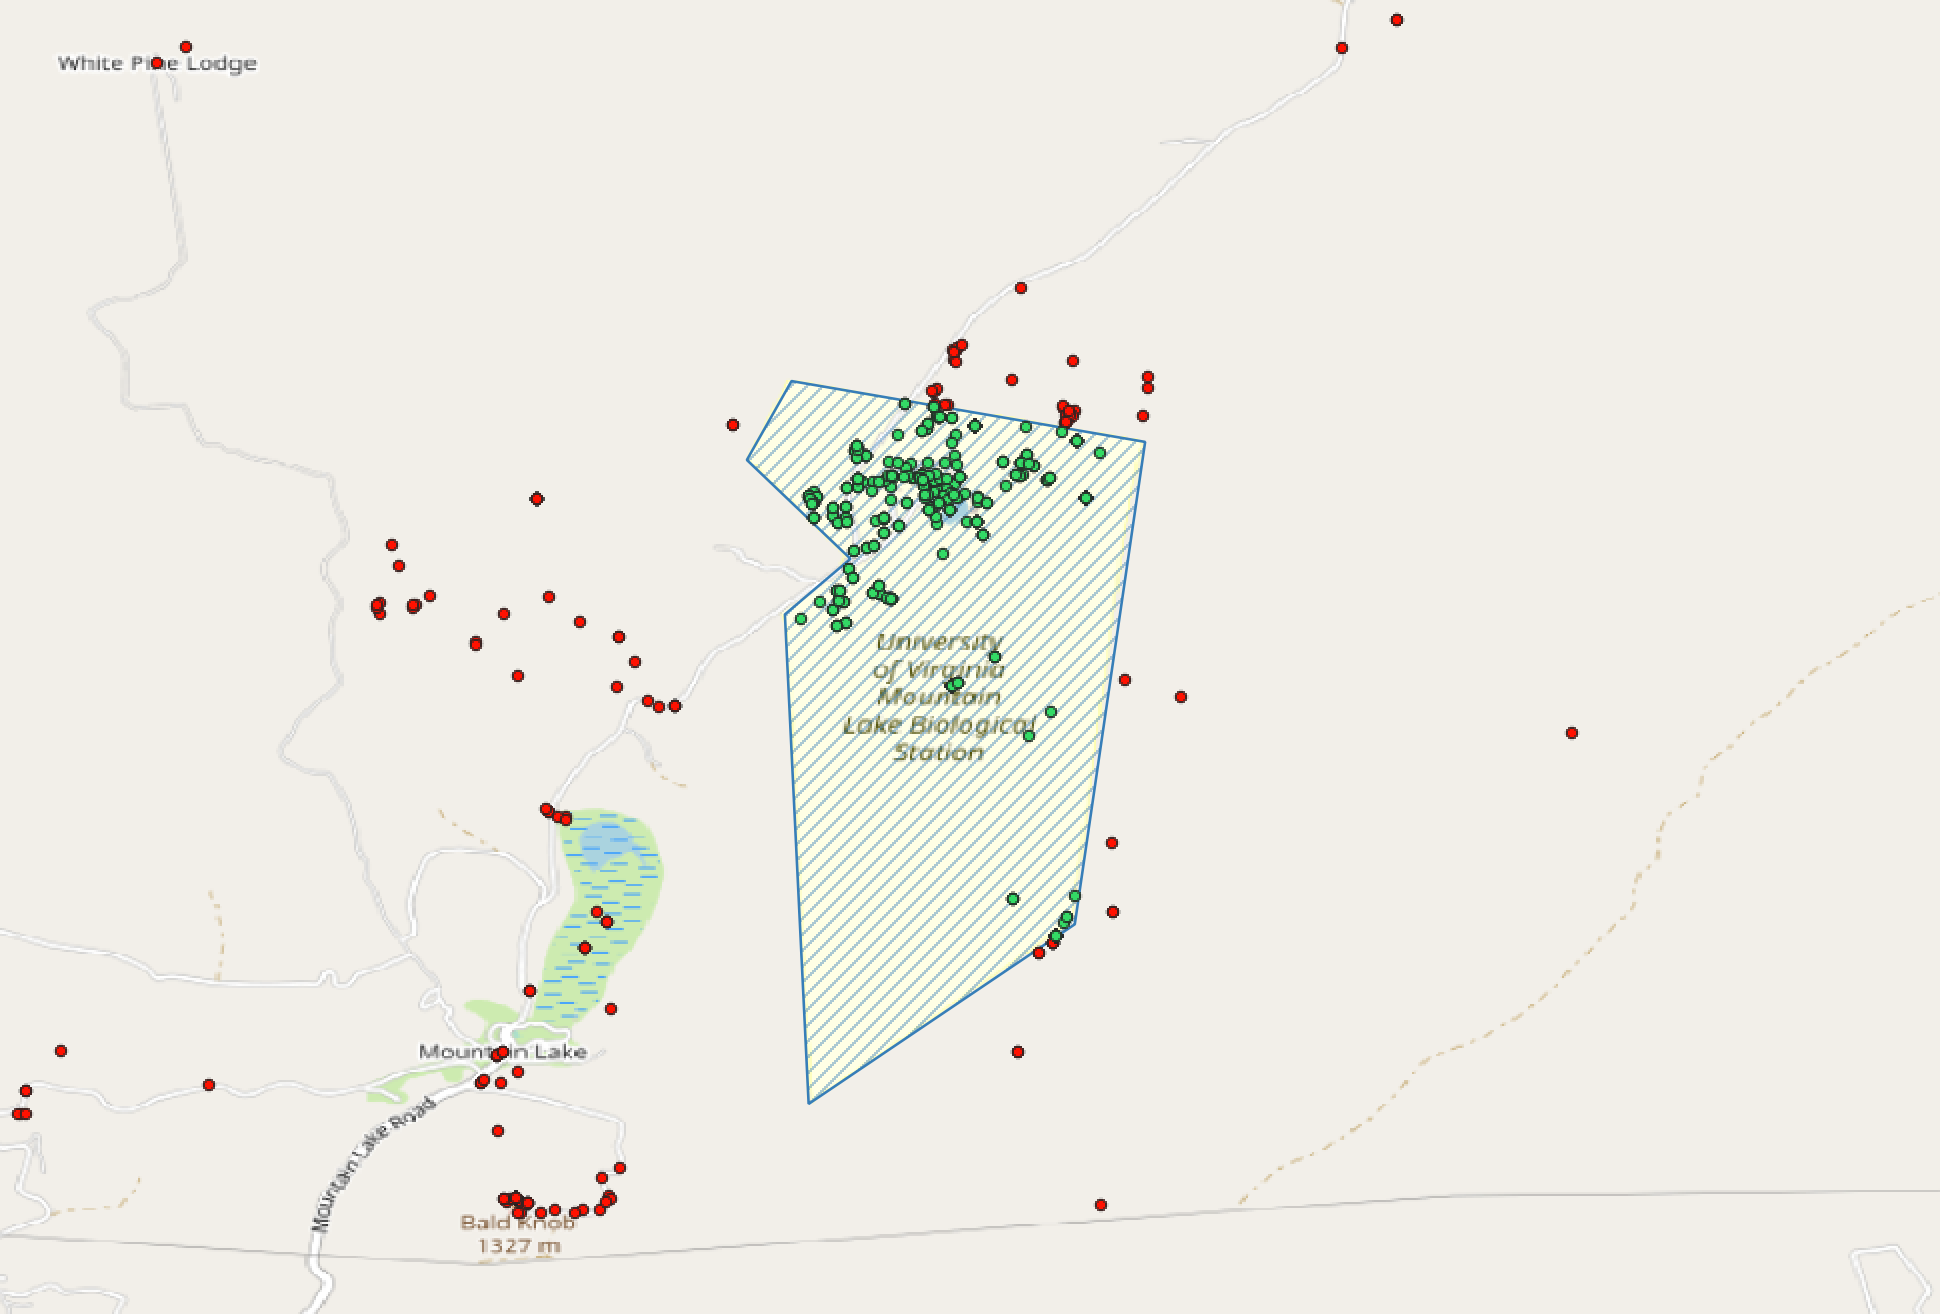 White Pine Lodge
University
of Virginia
Mountain
Lake Biological
Station
Mountain Lake
Mountain Lake Road
Bald Knob
1327 m